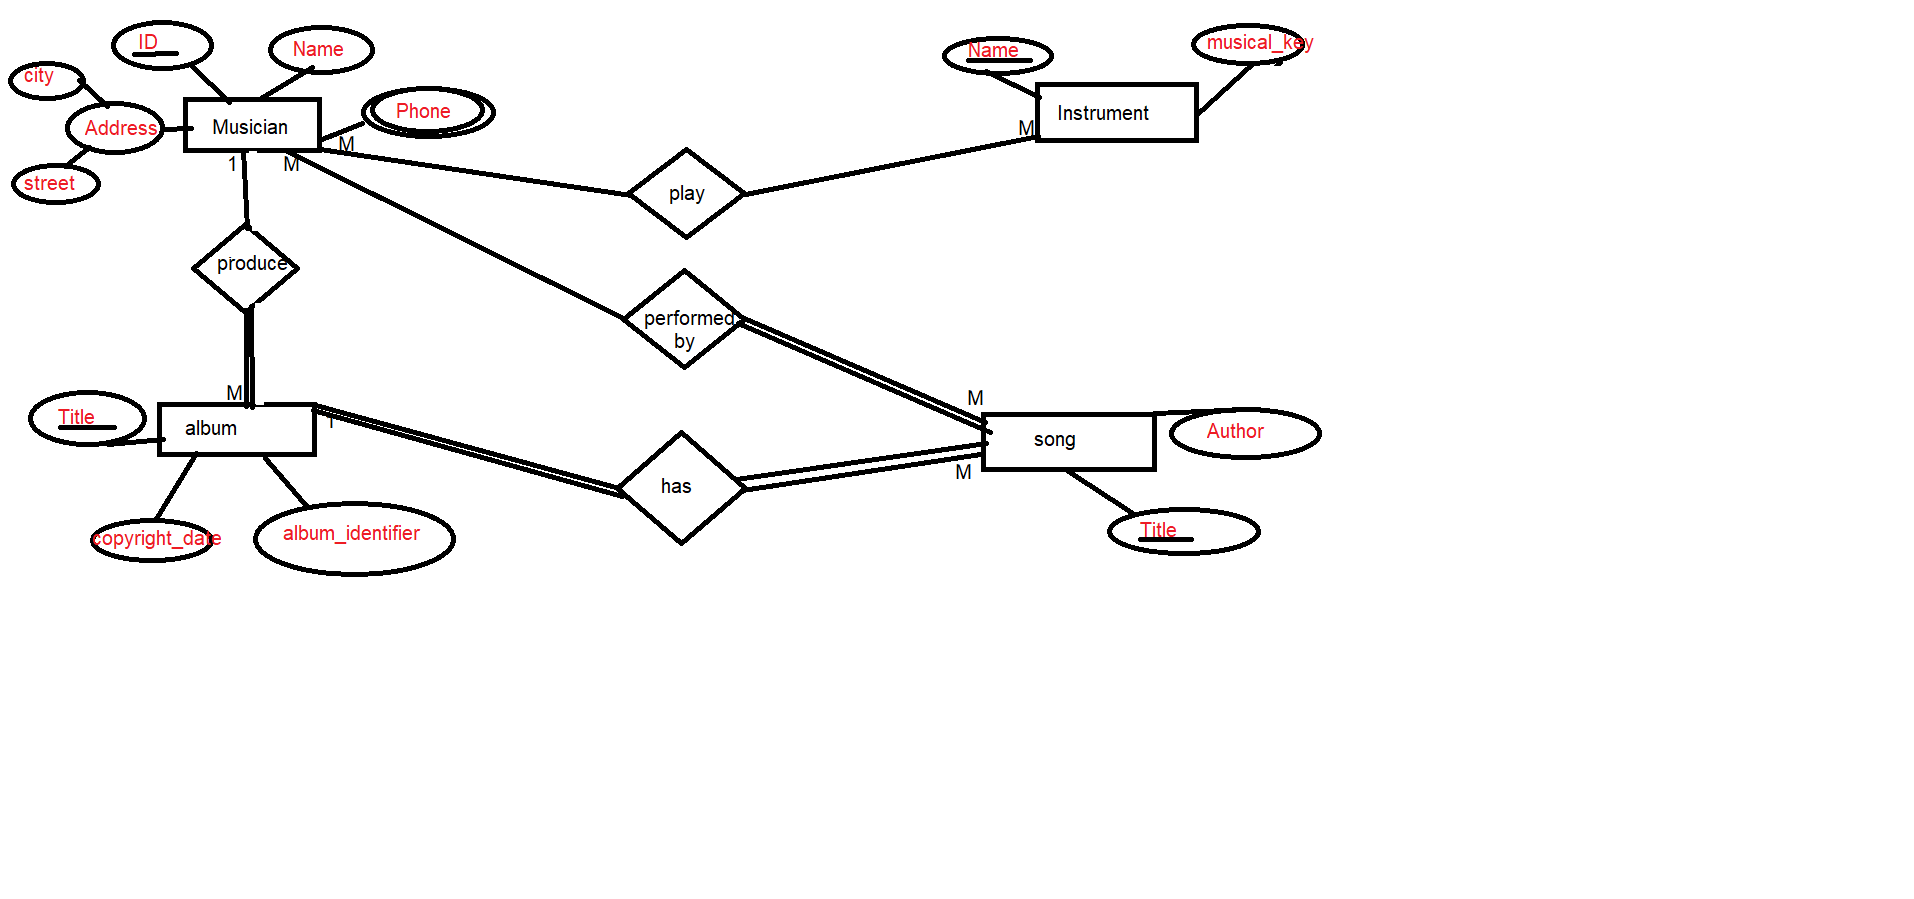 ID
Name
Name
musical_key
city
Phone
Address
Musician
Instrument
M
M
1
M
street
play
produce
performed
by
M
M
Title
album
1
Author
song
M
has
copyright_date
album_identifier
Title